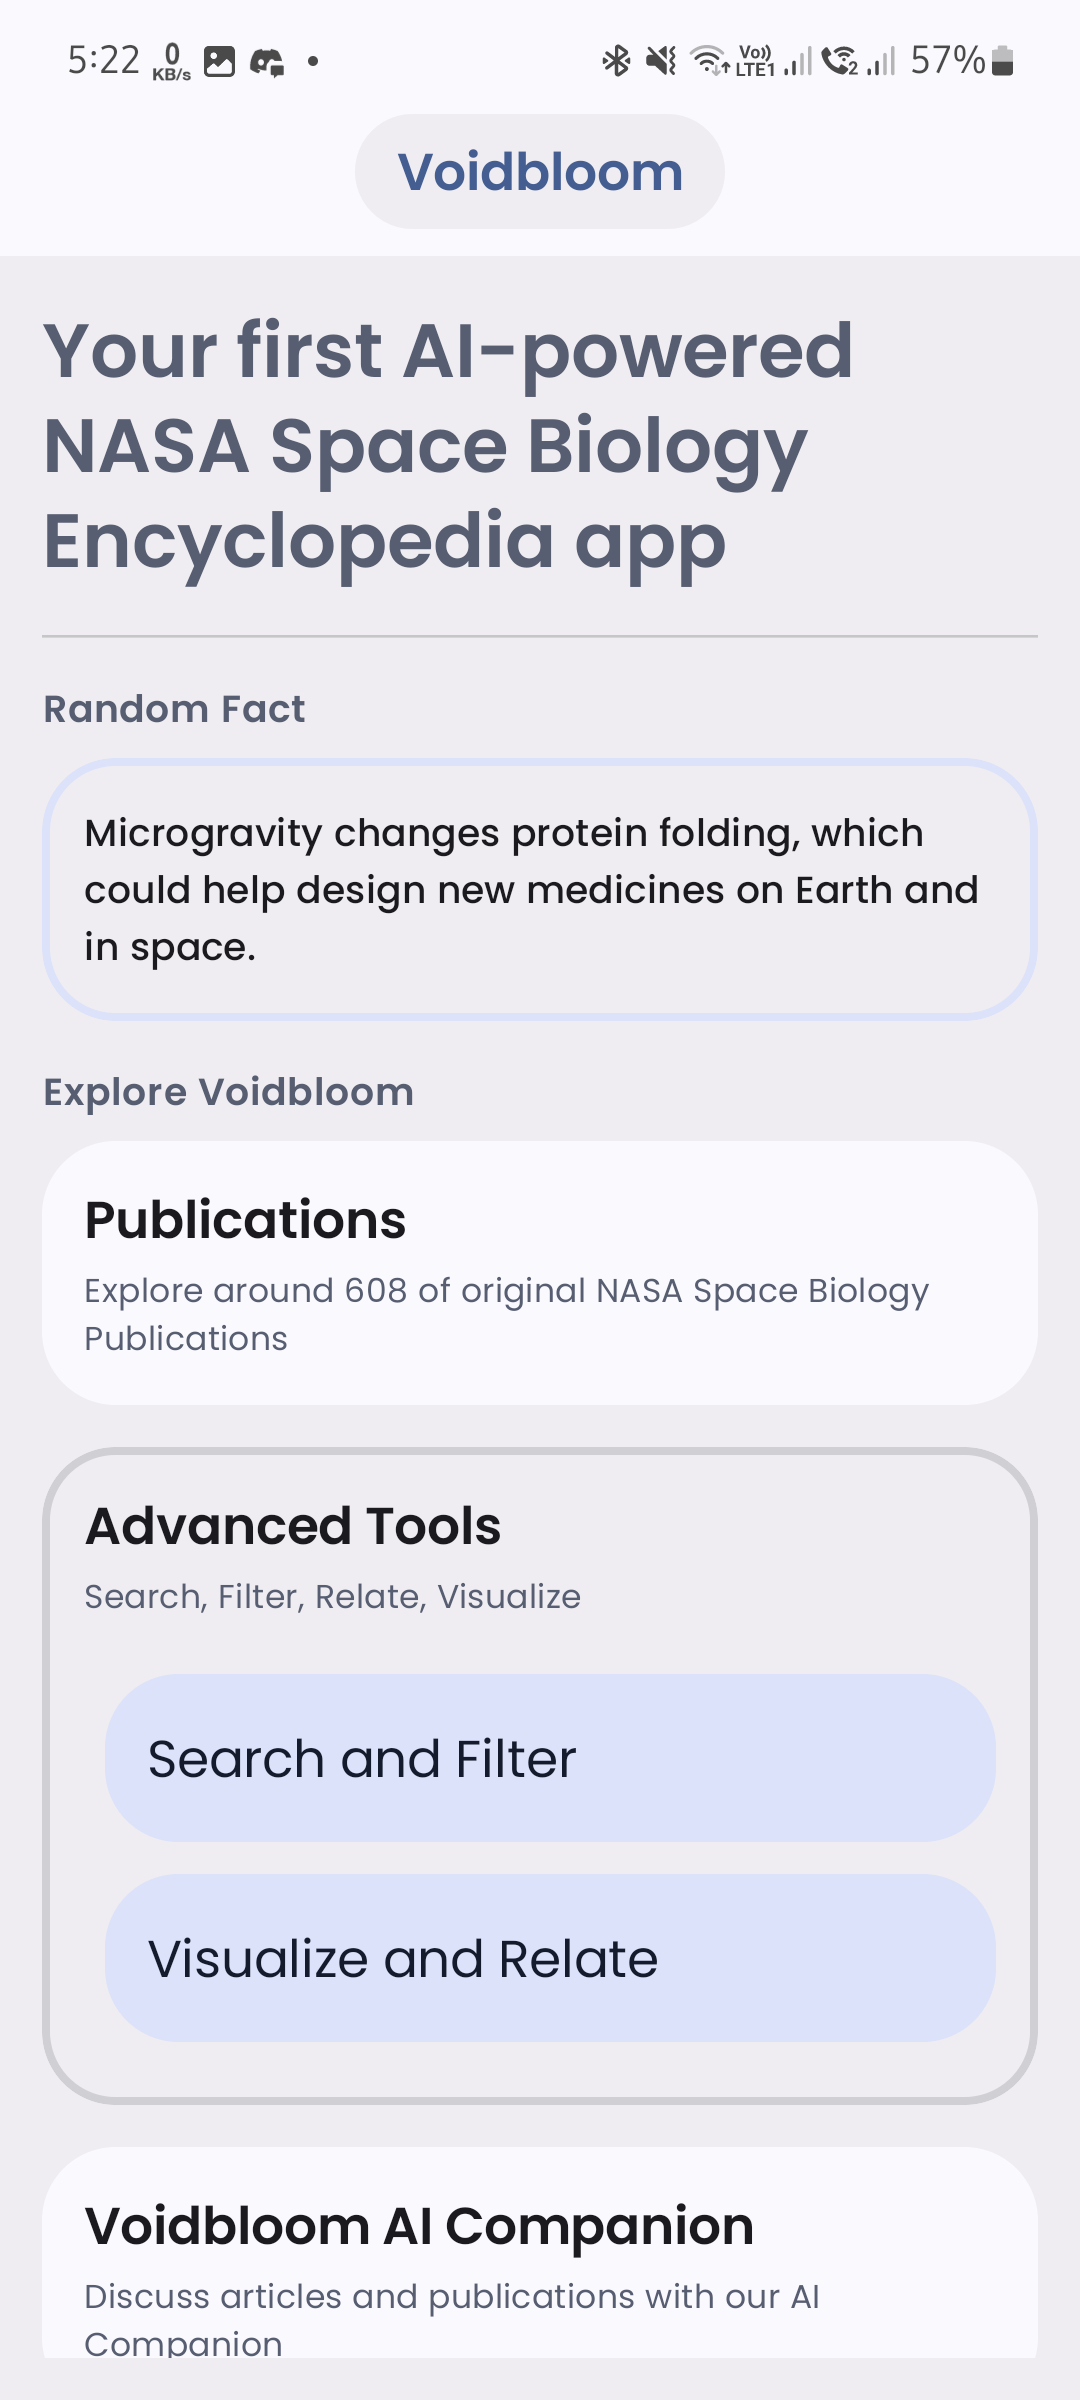 5:22 0 KB/s Vo)) LTE1 2 57%
Voidbloom
Your first AI-powered
NASA Space Biology
Encyclopedia app
Random Fact
Microgravity changes protein folding, which
could help design new medicines on Earth and
in space.
Explore Voidbloom
Publications
Explore around 608 of original NASA Space Biology
Publications
Advanced Tools
Search, Filter, Relate, Visualize
Search and Filter
Visualize and Relate
Voidbloom AI Companion
Discuss articles and publications with our AI
Companion